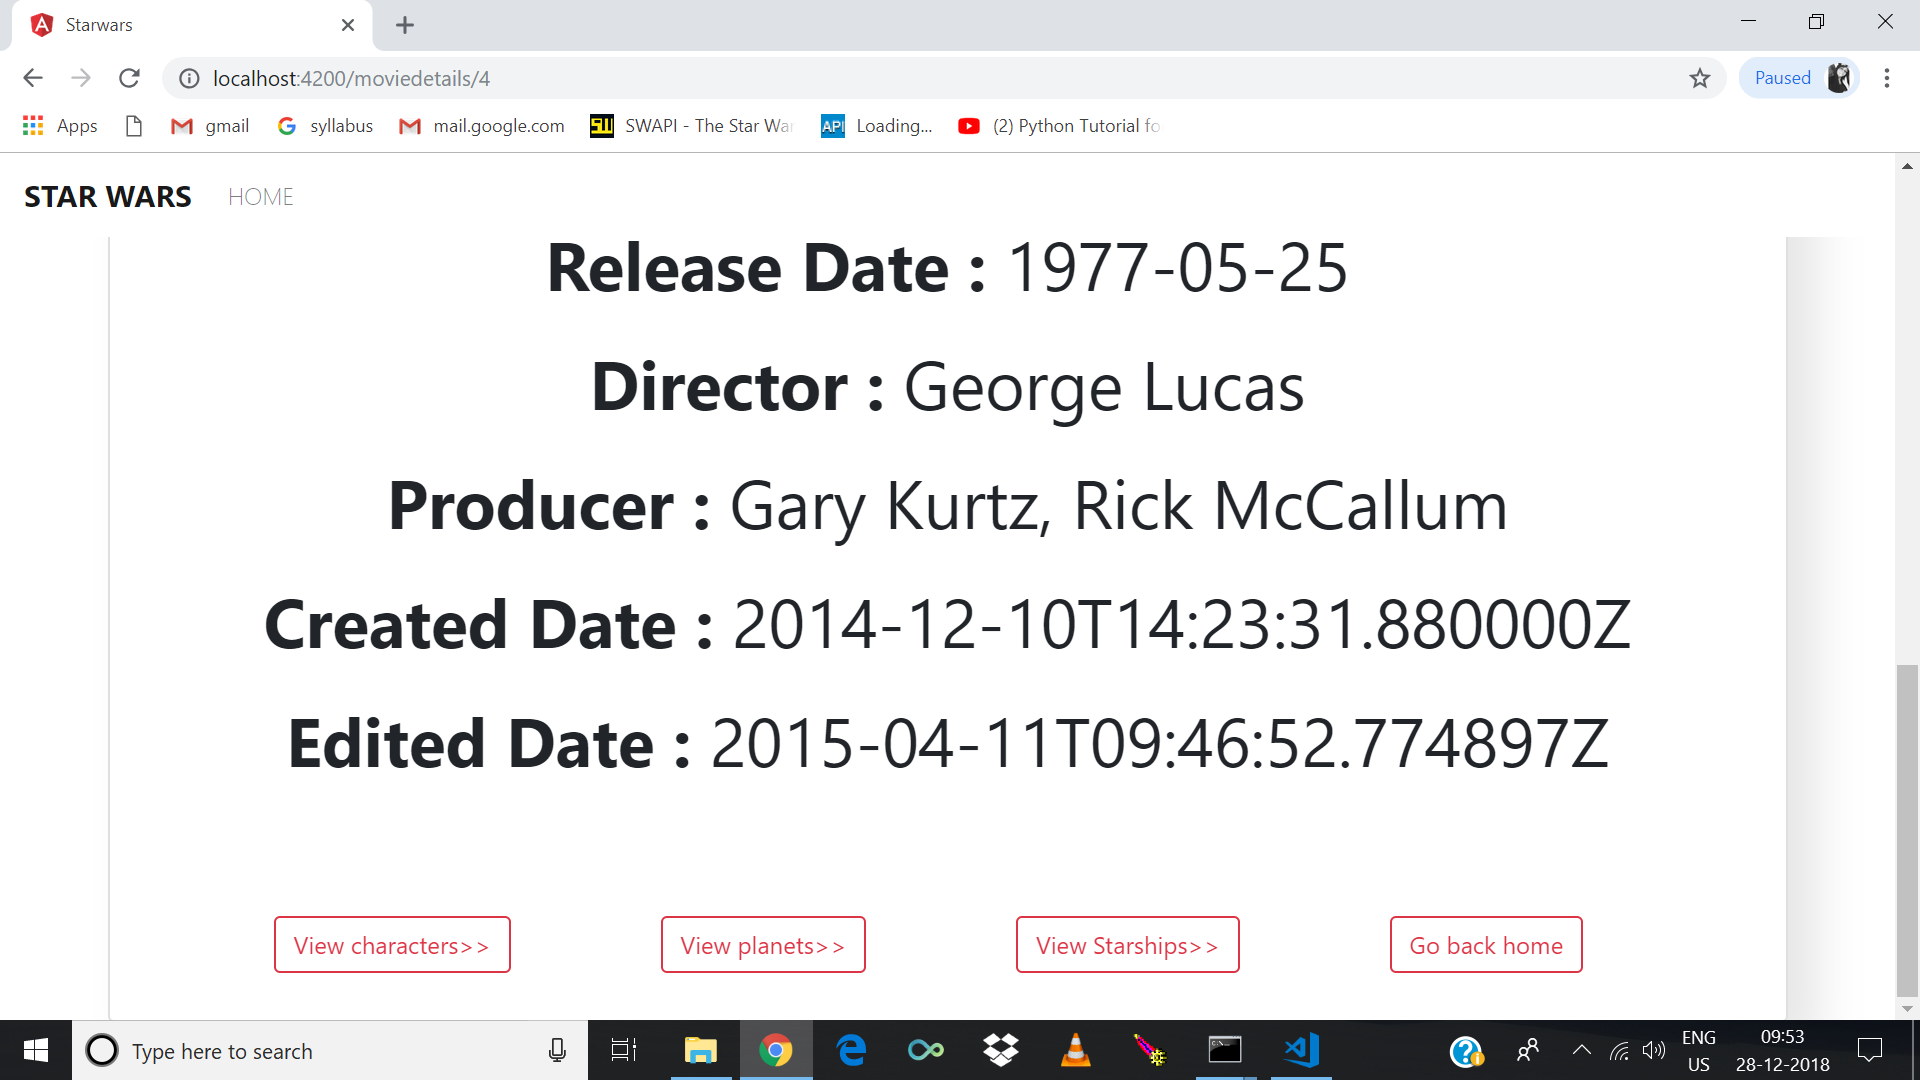 Starwars
localhost:4200/moviedetails/4
Paused
Apps
gmail
syllabus
mail.google.com
SWAPI - The Star Wa
API
Loading...
(2) Python Tutorial fo
STAR WARS HOME
Release Date : 1977-05-25
Director : George Lucas
Producer : Gary Kurtz, Rick McCallum
Created Date : 2014-12-10T14:23:31.880000Z
Edited Date : 2015-04-11T09:46:52.774897Z
View characters>>
View planets>>
View Starships>>
Go back home
Type here to search
ENG
US
09:53
28-12-2018